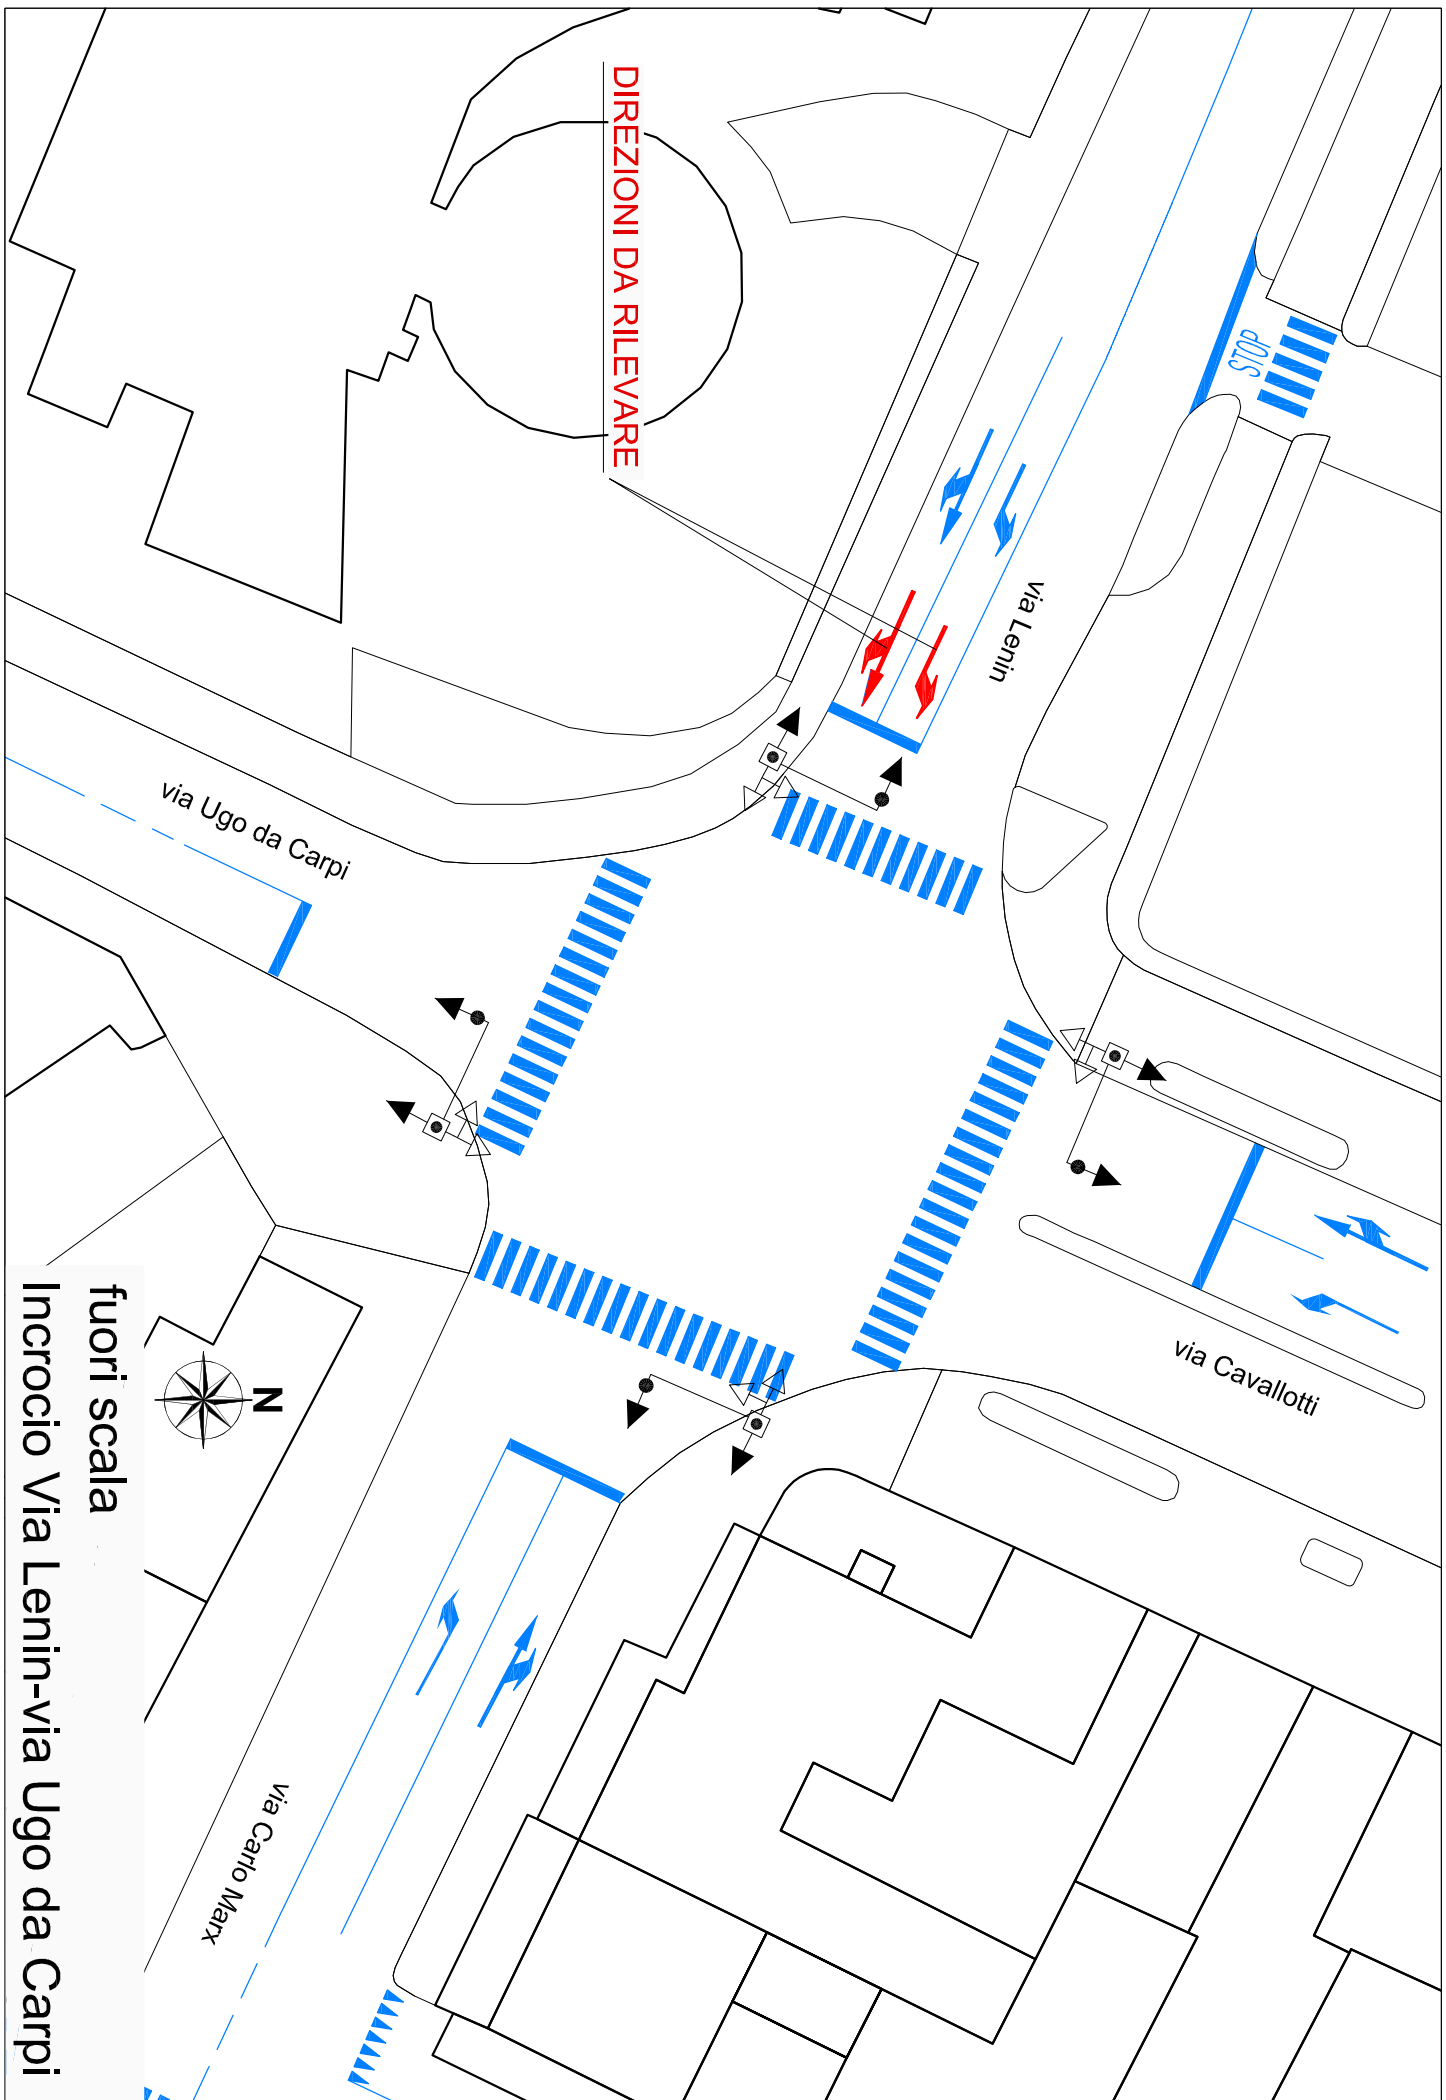 DIREZIONI DA RILEVARE
STOP
via Lenin
via Ugo da Carpi
via Cavallotti
via Carlo Marx
N
fuori scala
Incrocio Via Lenin-via Ugo da Carpi